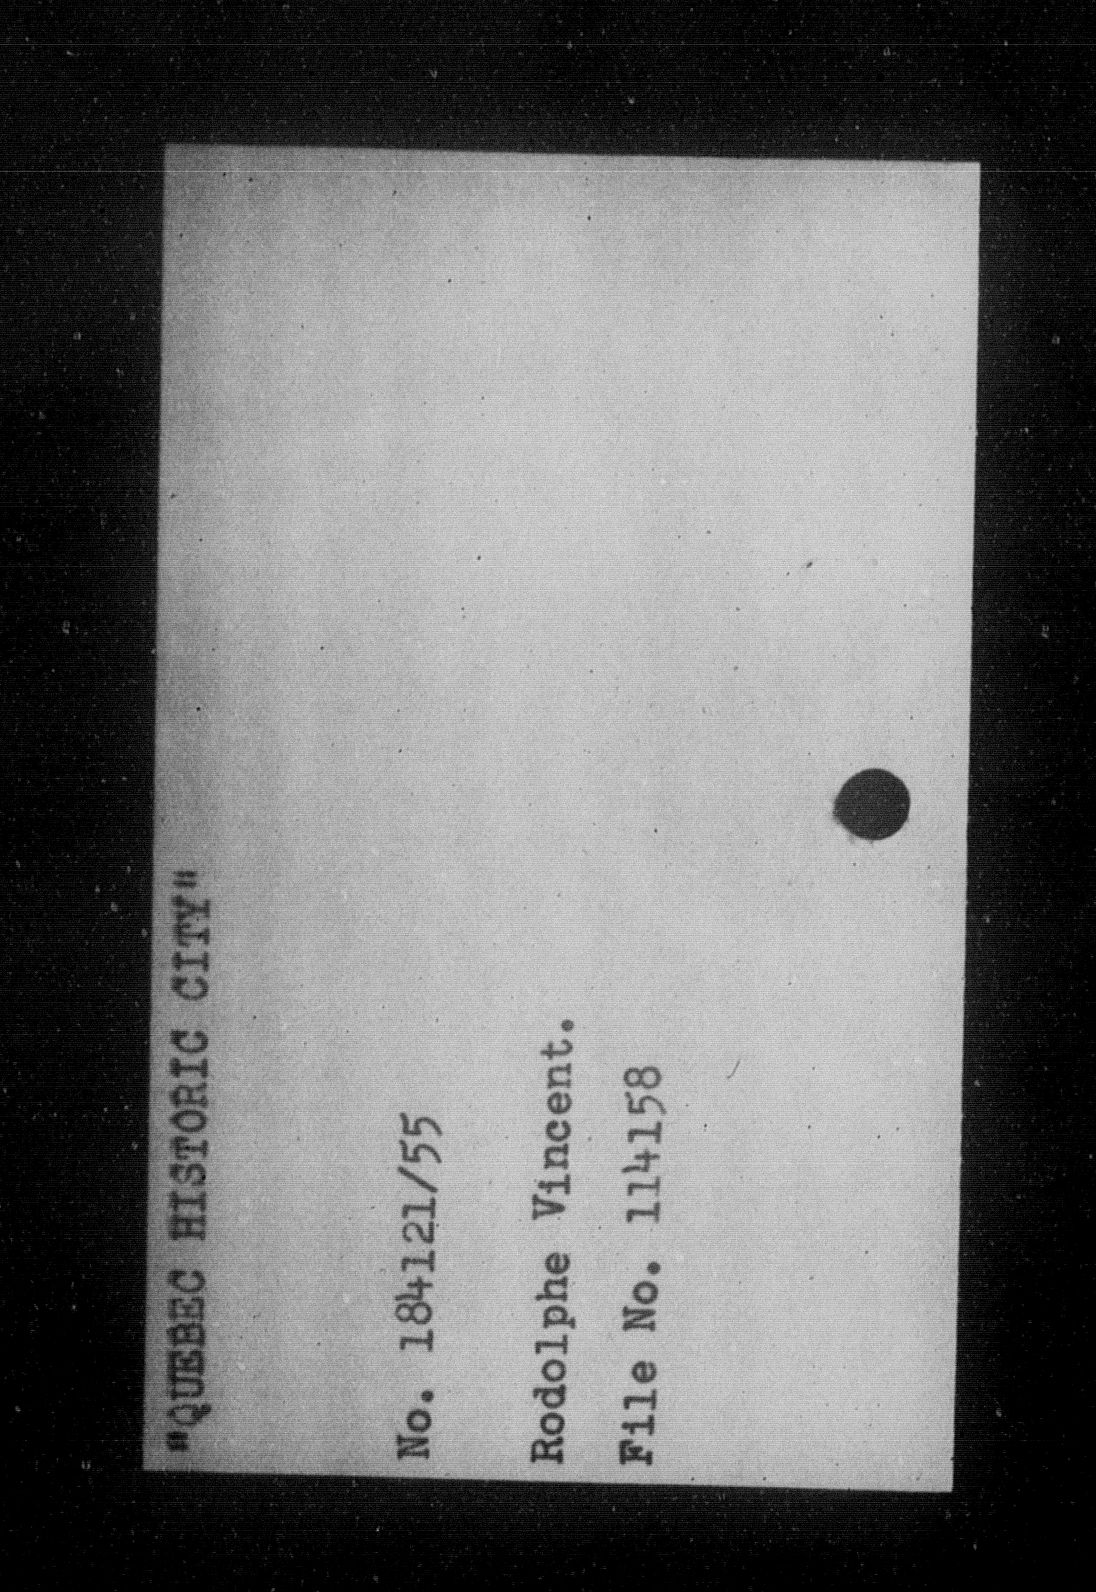 "QUEBEC HISTORIC CITY"
No. 184121/55
Rodolphe Vincent.
File No. 114158